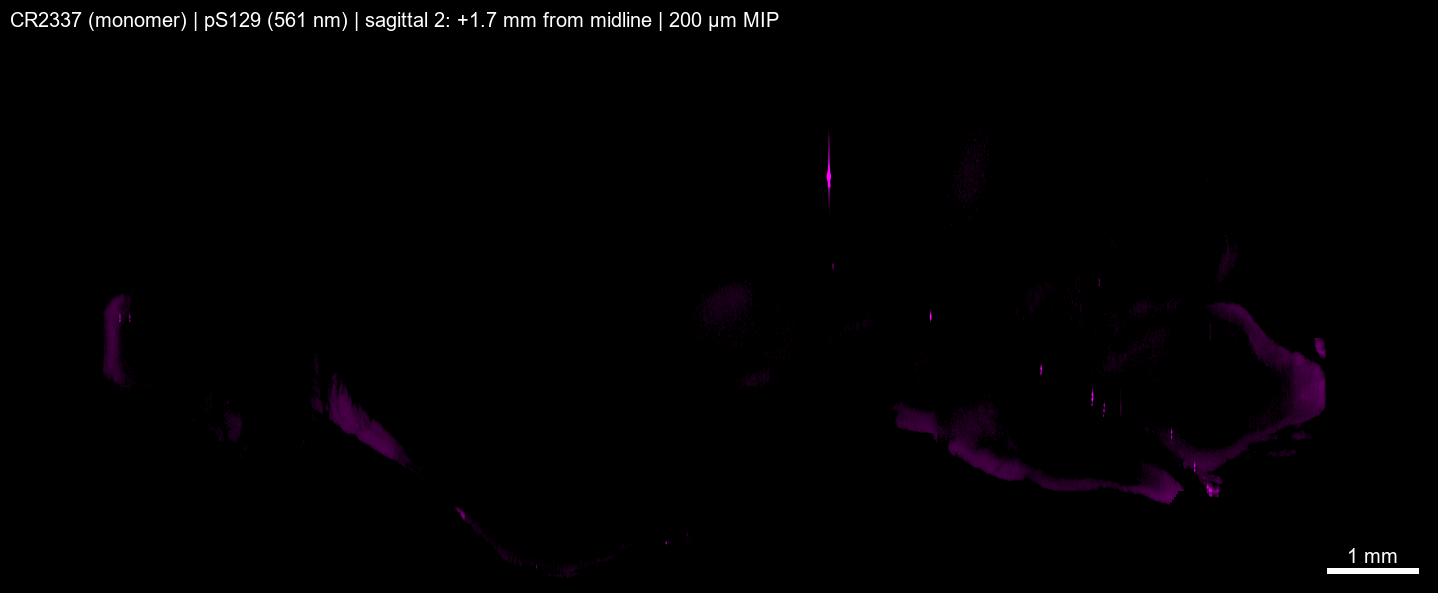 CR2337 (monomer) | pS129 (561 nm) | sagittal 2: +1.7 mm from midline | 200 µm MIP
1 mm